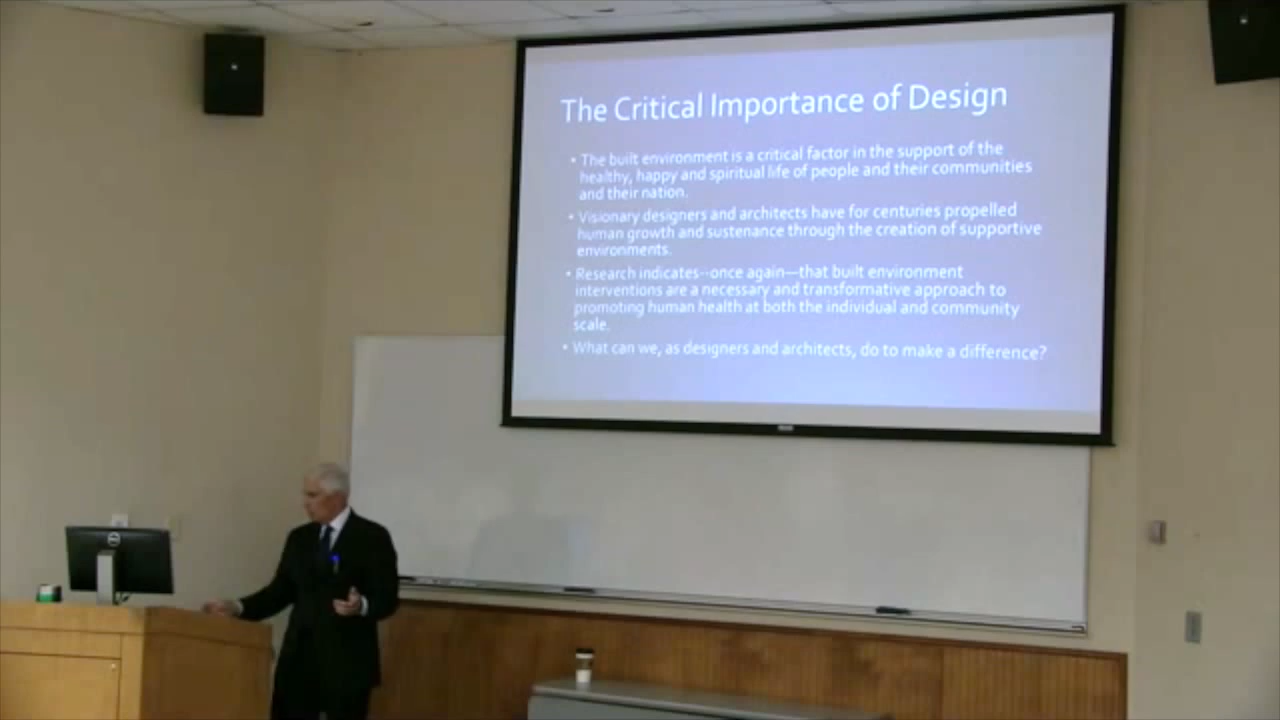 The Critical Importance of Design
• The built environment is a critical factor in the support of the
healthy, happy and spiritual life of people and their communities
and their nation.
• Visionary designers and architects have for centuries propelled
human growth and sustenance through the creation of supportive
environments.
• Research indicates--once again—that built environment
interventions are a necessary and transformative approach to
promoting human health at both the individual and community
scale.
• What can we, as designers and architects, do to make a difference?
DELL